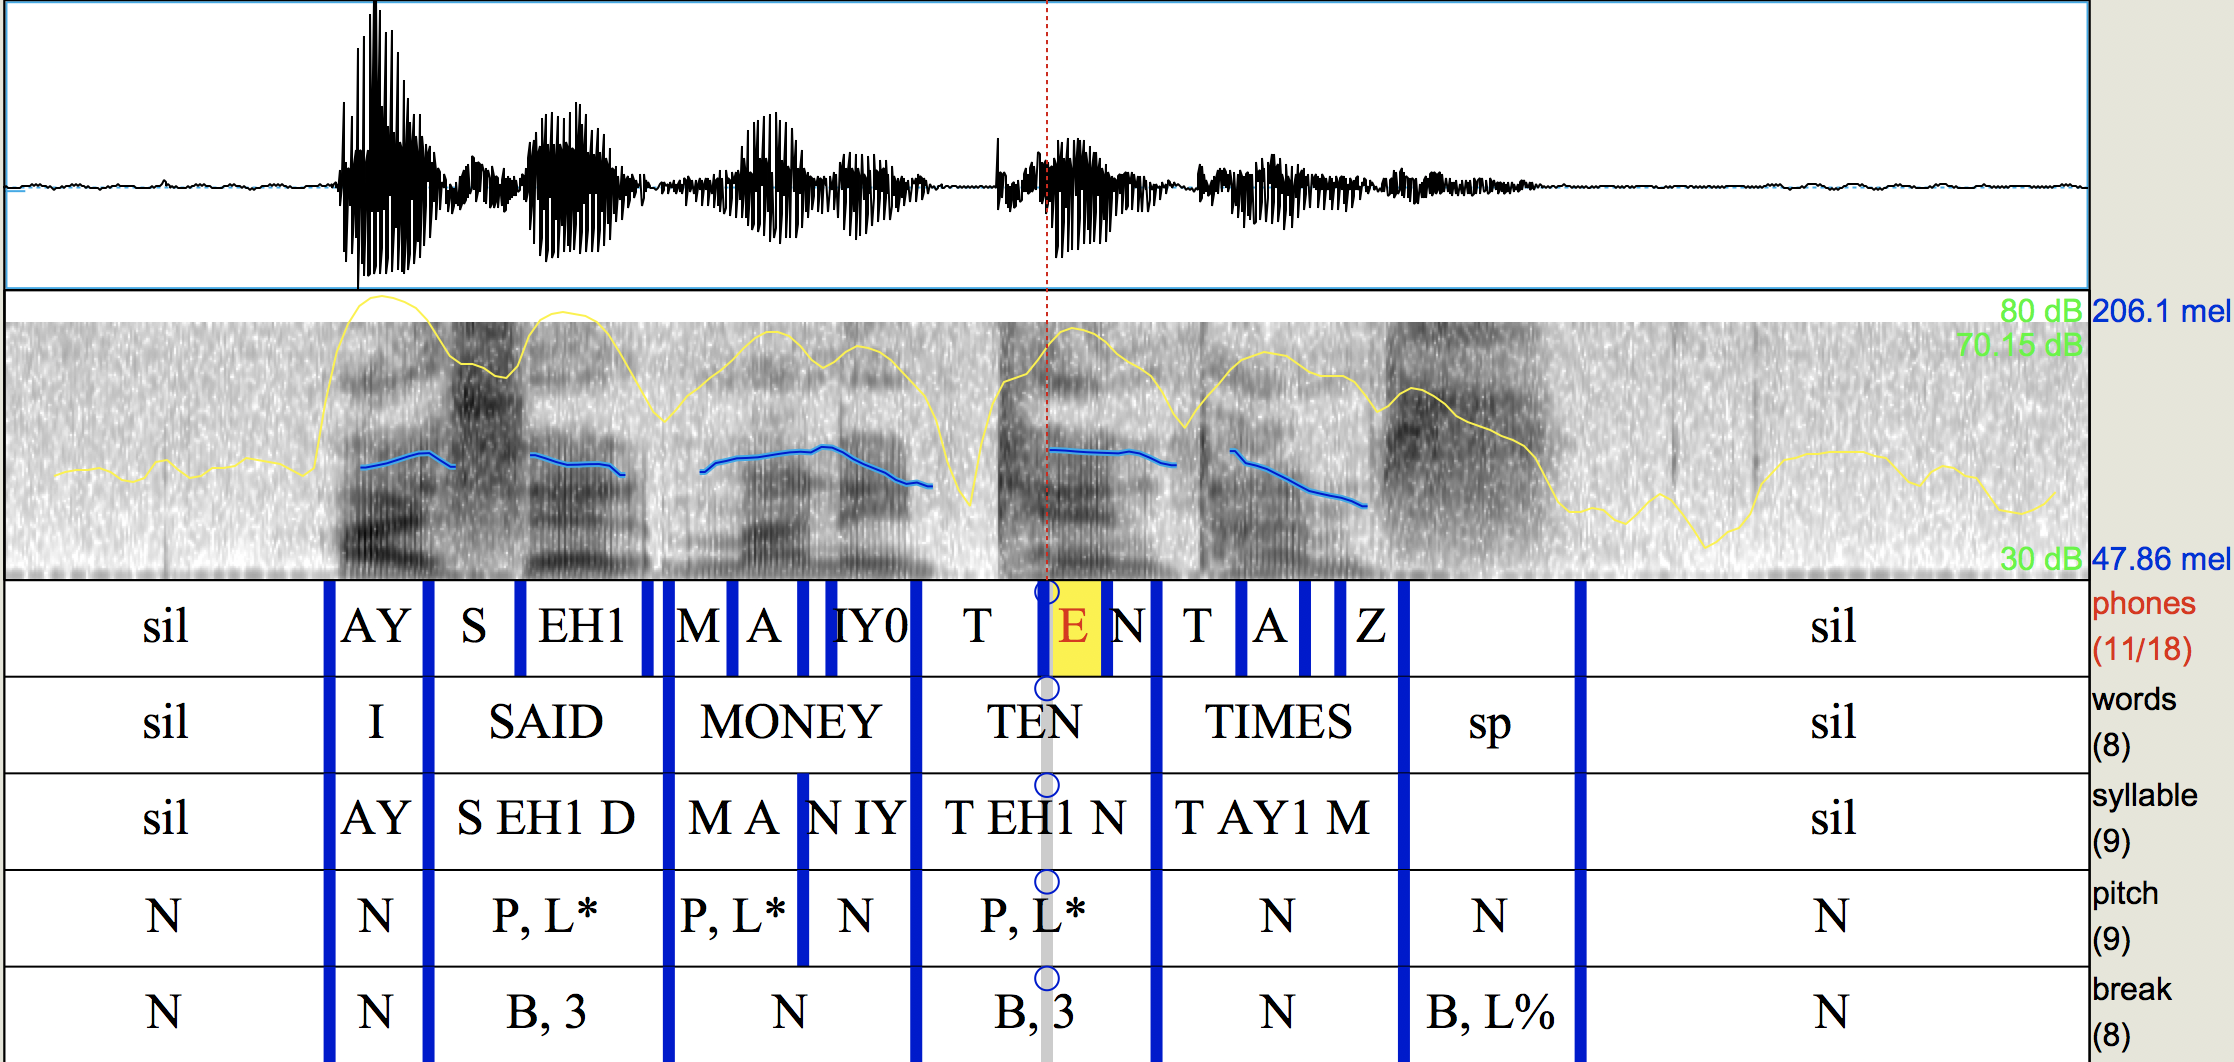 80 dB 206.1 mel
70.15 dB
30 dB 47.86 mel
sil AY S EH1 M A IY0 T E N T A Z sil phones
(11/18)
sil I SAID MONEY TEN TIMES sp sil words
(8)
sil AY S EH1 D M A N IY T EH1 N T AY1 M sil syllable
(9)
N N P, L* P, L* N P, L* N N N pitch
(9)
N N B, 3 N B, 3 N B, L% N break
(8)